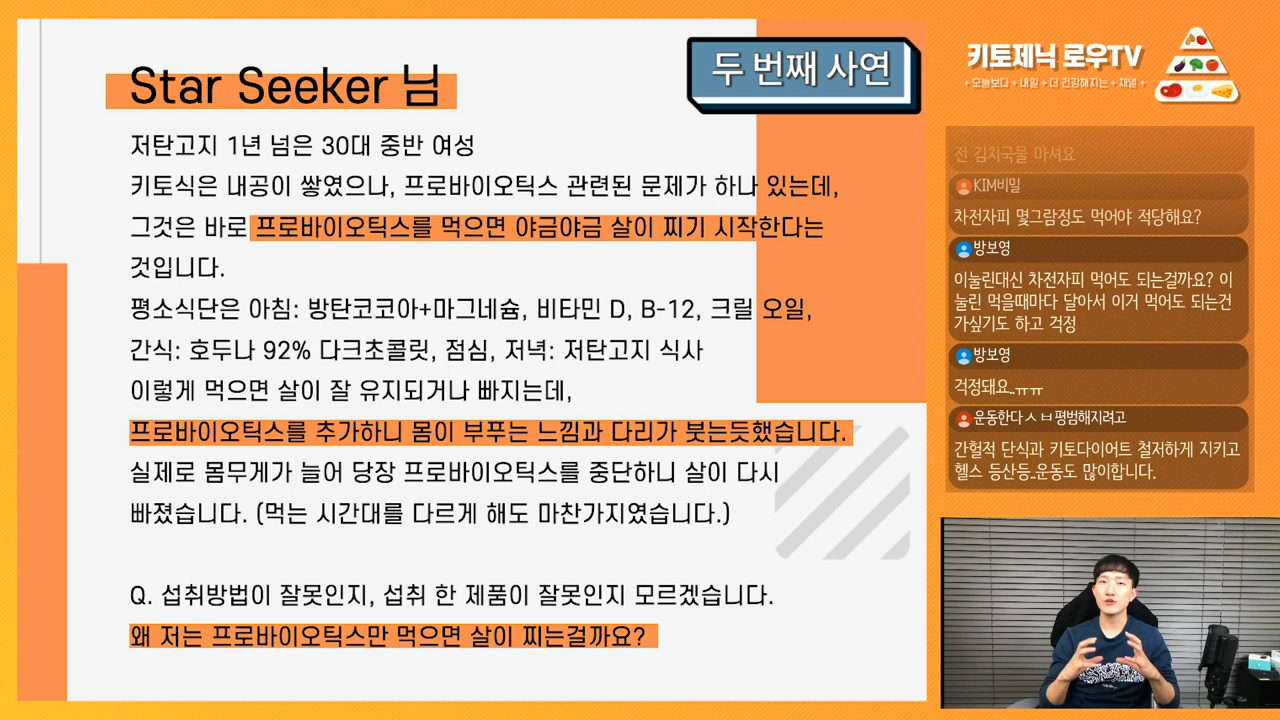 Star Seeker 님
두 번째 사연
저탄고지 1년 넘은 30대 중반 여성
키토식은 내공이 쌓였으나, 프로바이오틱스 관련된 문제가 하나 있는데,
그것은 바로 프로바이오틱스를 먹으면 야금야금 살이 찌기 시작한다는
것입니다.
평소식단은 아침: 방탄코코아+마그네슘, 비타민 D, B-12, 크릴 오일,
간식: 호두나 92% 다크초콜릿, 점심, 저녁: 저탄고지 식사
이렇게 먹으면 살이 잘 유지되거나 빠지는데,
프로바이오틱스를 추가하니 몸이 부푸는 느낌과 다리가 붓는듯했습니다.
실제로 몸무게가 늘어 당장 프로바이오틱스를 중단하니 살이 다시
빠졌습니다. (먹는 시간대를 다르게 해도 마찬가지였습니다.)
Q. 섭취방법이 잘못인지, 섭취 한 제품이 잘못인지 모르겠습니다.
왜 저는 프로바이오틱스만 먹으면 살이 찌는걸까요?
키토제닉 로우TV
+ 오늘보다 + 내일 + 더 건강해지는 + 채널 +
전 김치국물 마셔요
KIM비밀
차전자피 몇그람정도 먹어야 적당해요?
방보영
이눌린대신 차전자피 먹어도 되는걸까요? 이
눌린 먹을때마다 달아서 이거 먹어도 되는건
가싶기도 하고 걱정
방보영
걱정돼요..ㅠㅠ
운동한다ㅅㅂ평범해지려고
간헐적 단식과 키토다이어트 철저하게 지키고
헬스 등산등..운동도 많이합니다.